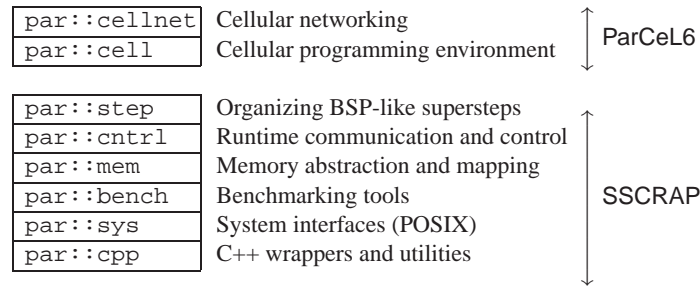 par::cellnet Cellular networking
par::cell Cellular programming environment
ParCeL6
par::step Organizing BSP-like supersteps
par::cntrl Runtime communication and control
par::mem Memory abstraction and mapping
par::bench Benchmarking tools
par::sys System interfaces (POSIX)
par::cpp C++ wrappers and utilities
SSCRAP